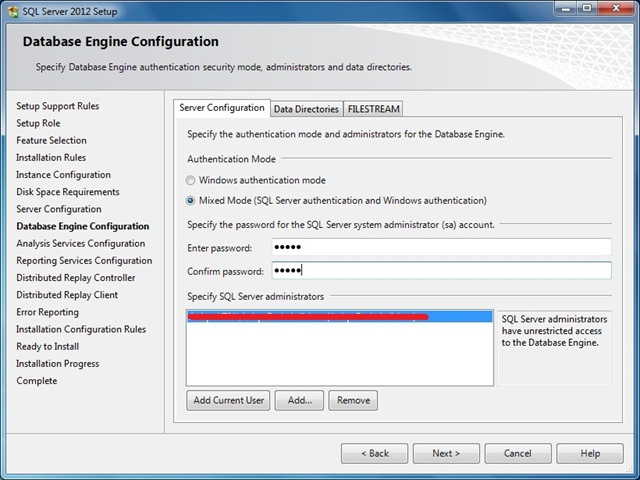 SQL Server 2012 Setup
Database Engine Configuration
Specify Database Engine authentication security mode, administrators and data directories.
Setup Support Rules
Setup Role
Feature Selection
Installation Rules
Instance Configuration
Disk Space Requirements
Server Configuration
Database Engine Configuration
Analysis Services Configuration
Reporting Services Configuration
Distributed Replay Controller
Distributed Replay Client
Error Reporting
Installation Configuration Rules
Ready to Install
Installation Progress
Complete
Server Configuration Data Directories FILESTREAM
Specify the authentication mode and administrators for the Database Engine.
Authentication Mode
Windows authentication mode
Mixed Mode (SQL Server authentication and Windows authentication)
Specify the password for the SQL Server system administrator (sa) account.
Enter password: ●●●●●
Confirm password: ●●●●●
Specify SQL Server administrators
SQL Server administrators
have unrestricted access
to the Database Engine.
Add Current User Add... Remove
< Back Next > Cancel Help